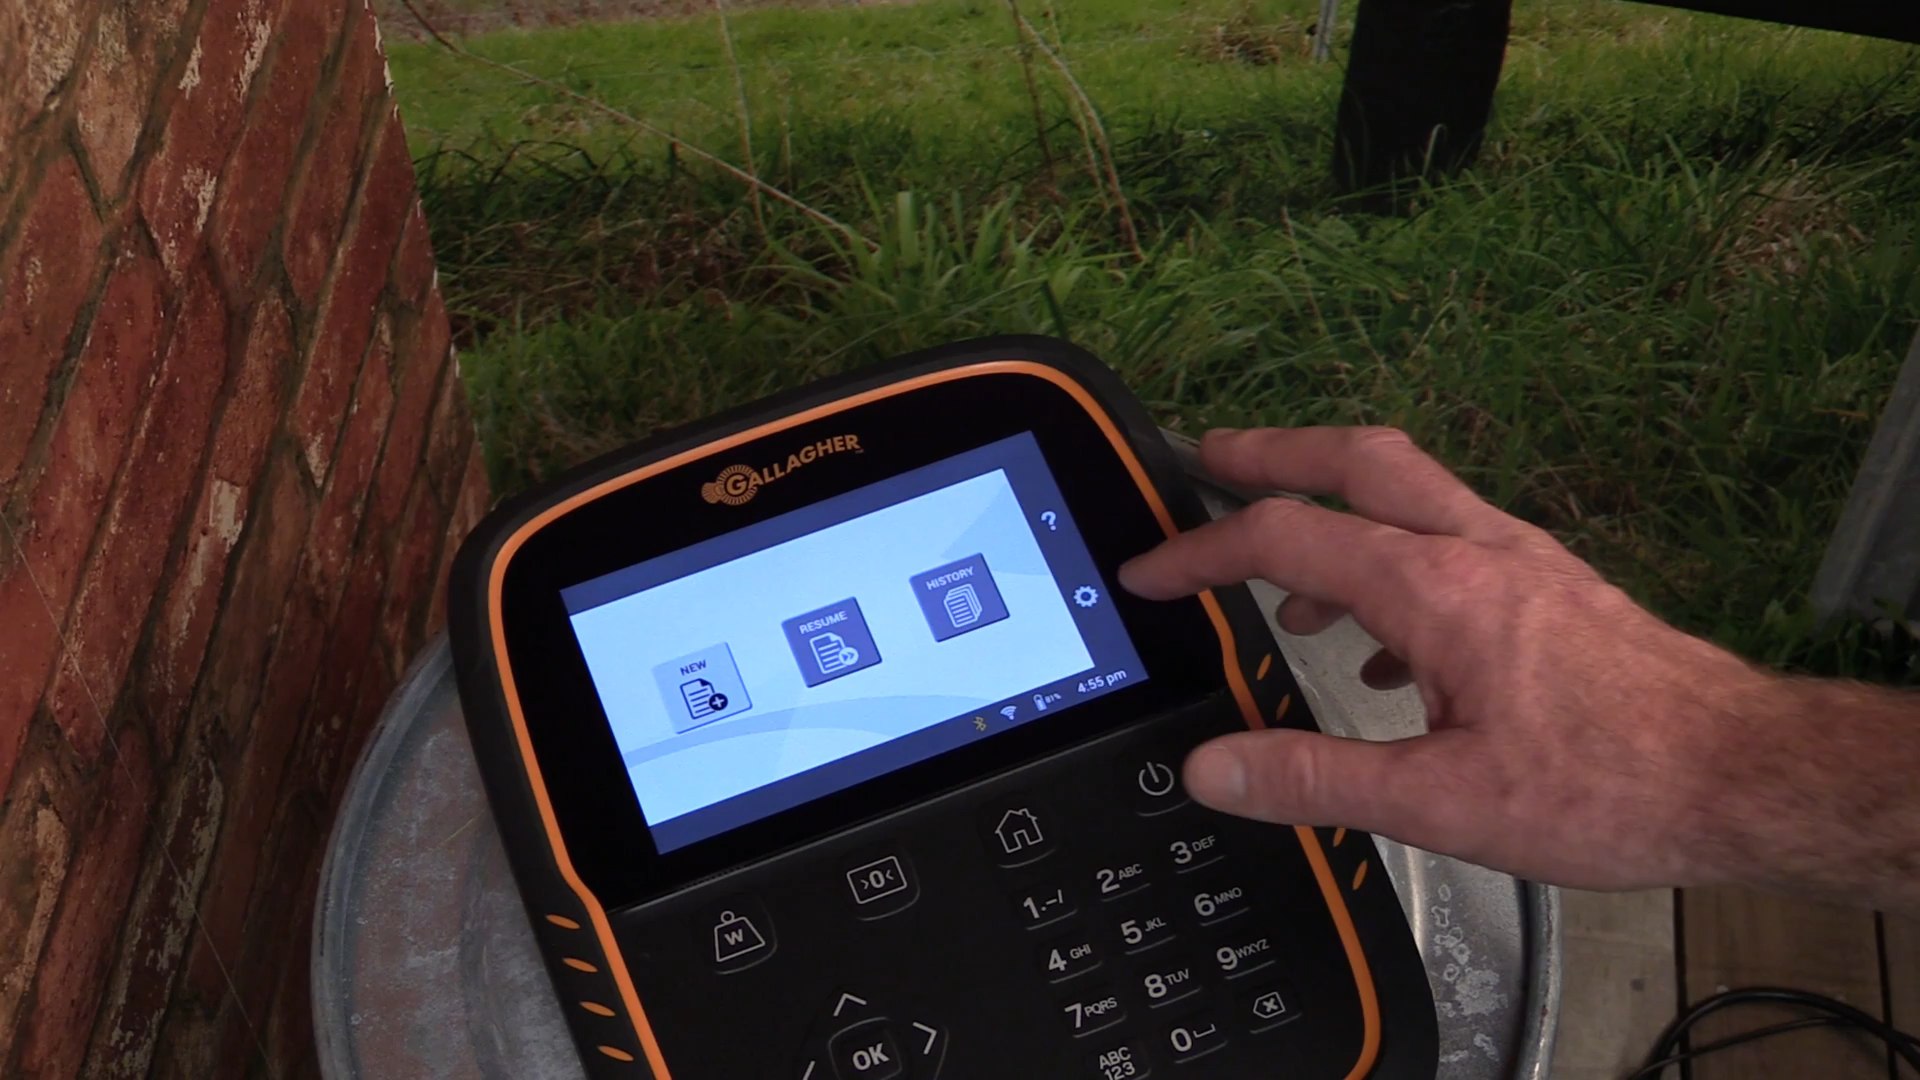 GALLAGHER
?
NEW
RESUME
HISTORY
81%
4:55 pm
W
>0<
1.-/
2ABC
3DEF
4GHI
5JKL
6MNO
7PQRS
8TUV
9WXYZ
ABC
123
0
OK